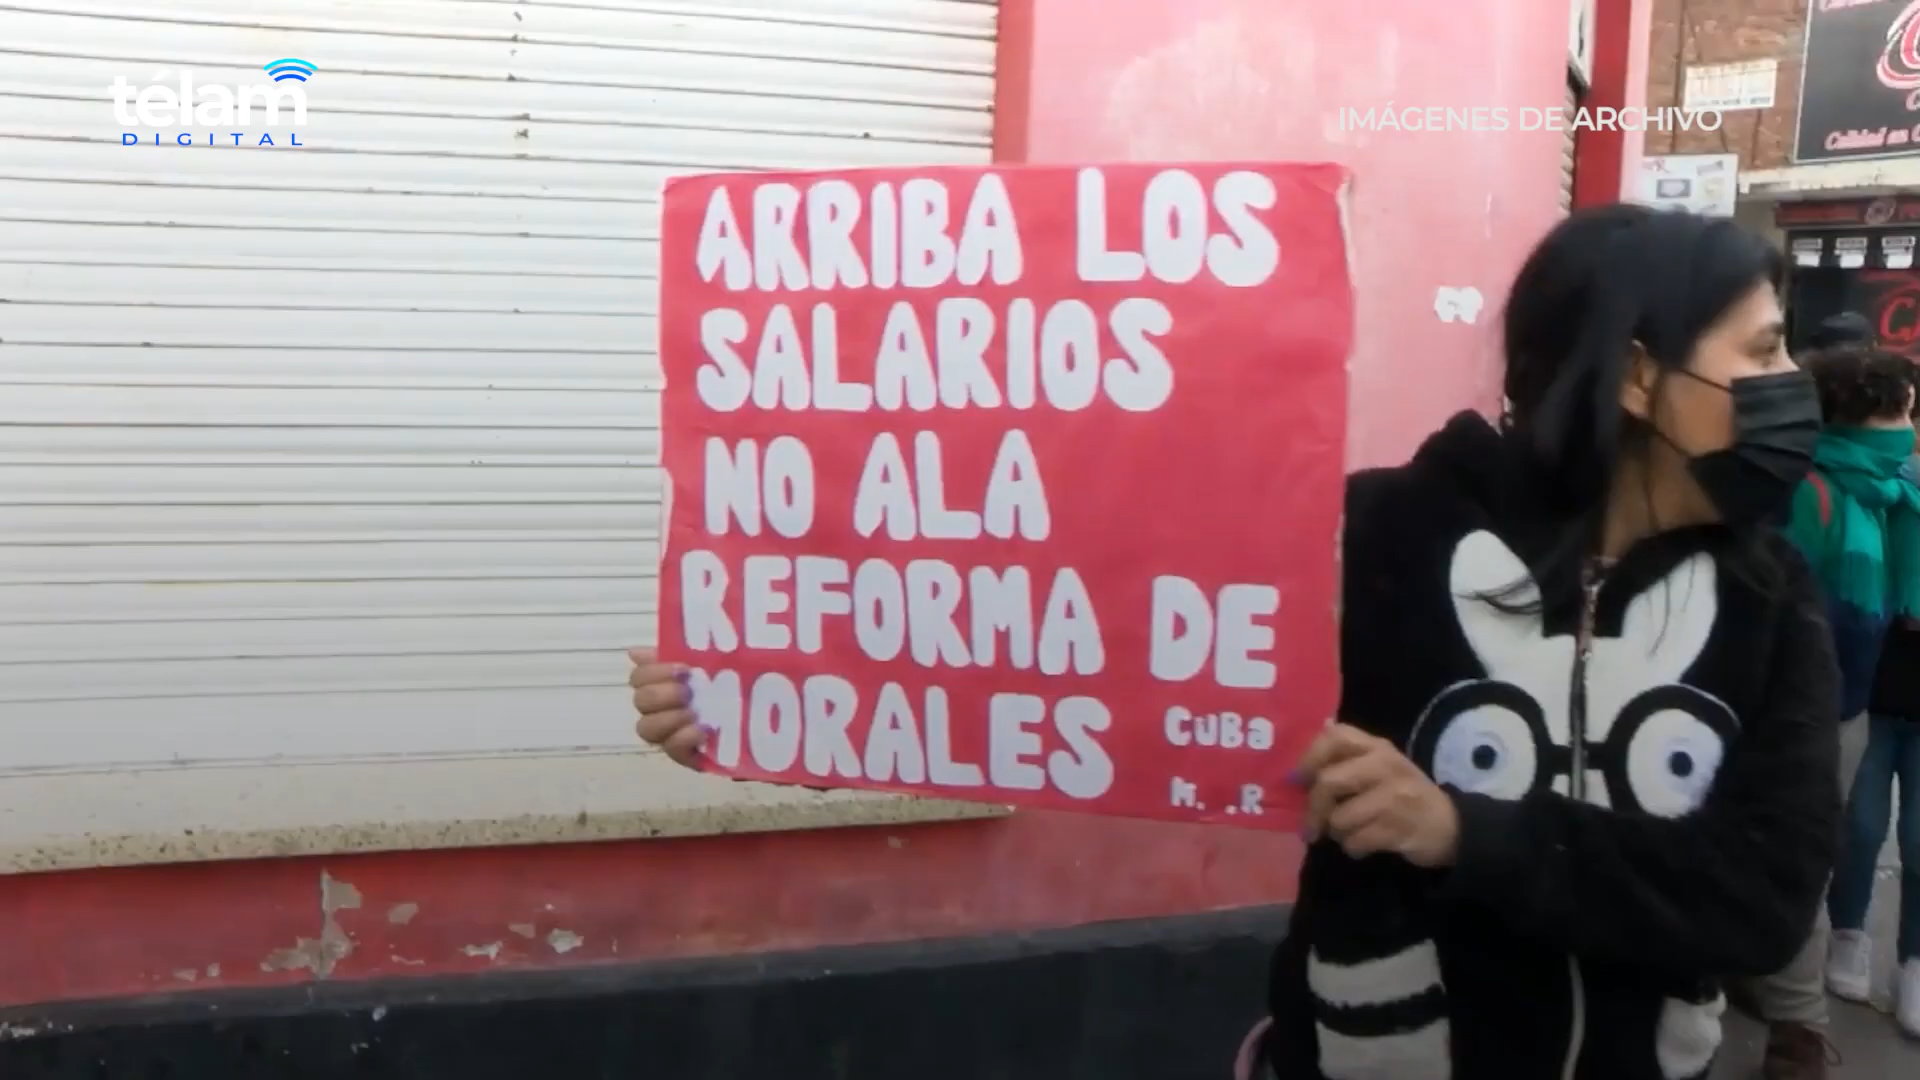 télam
DIGITAL
IMÁGENES DE ARCHIVO
ARRIBA LOS
SALARIOS
NO ALA
REFORMA DE
MORALES
CUBa
M. .R